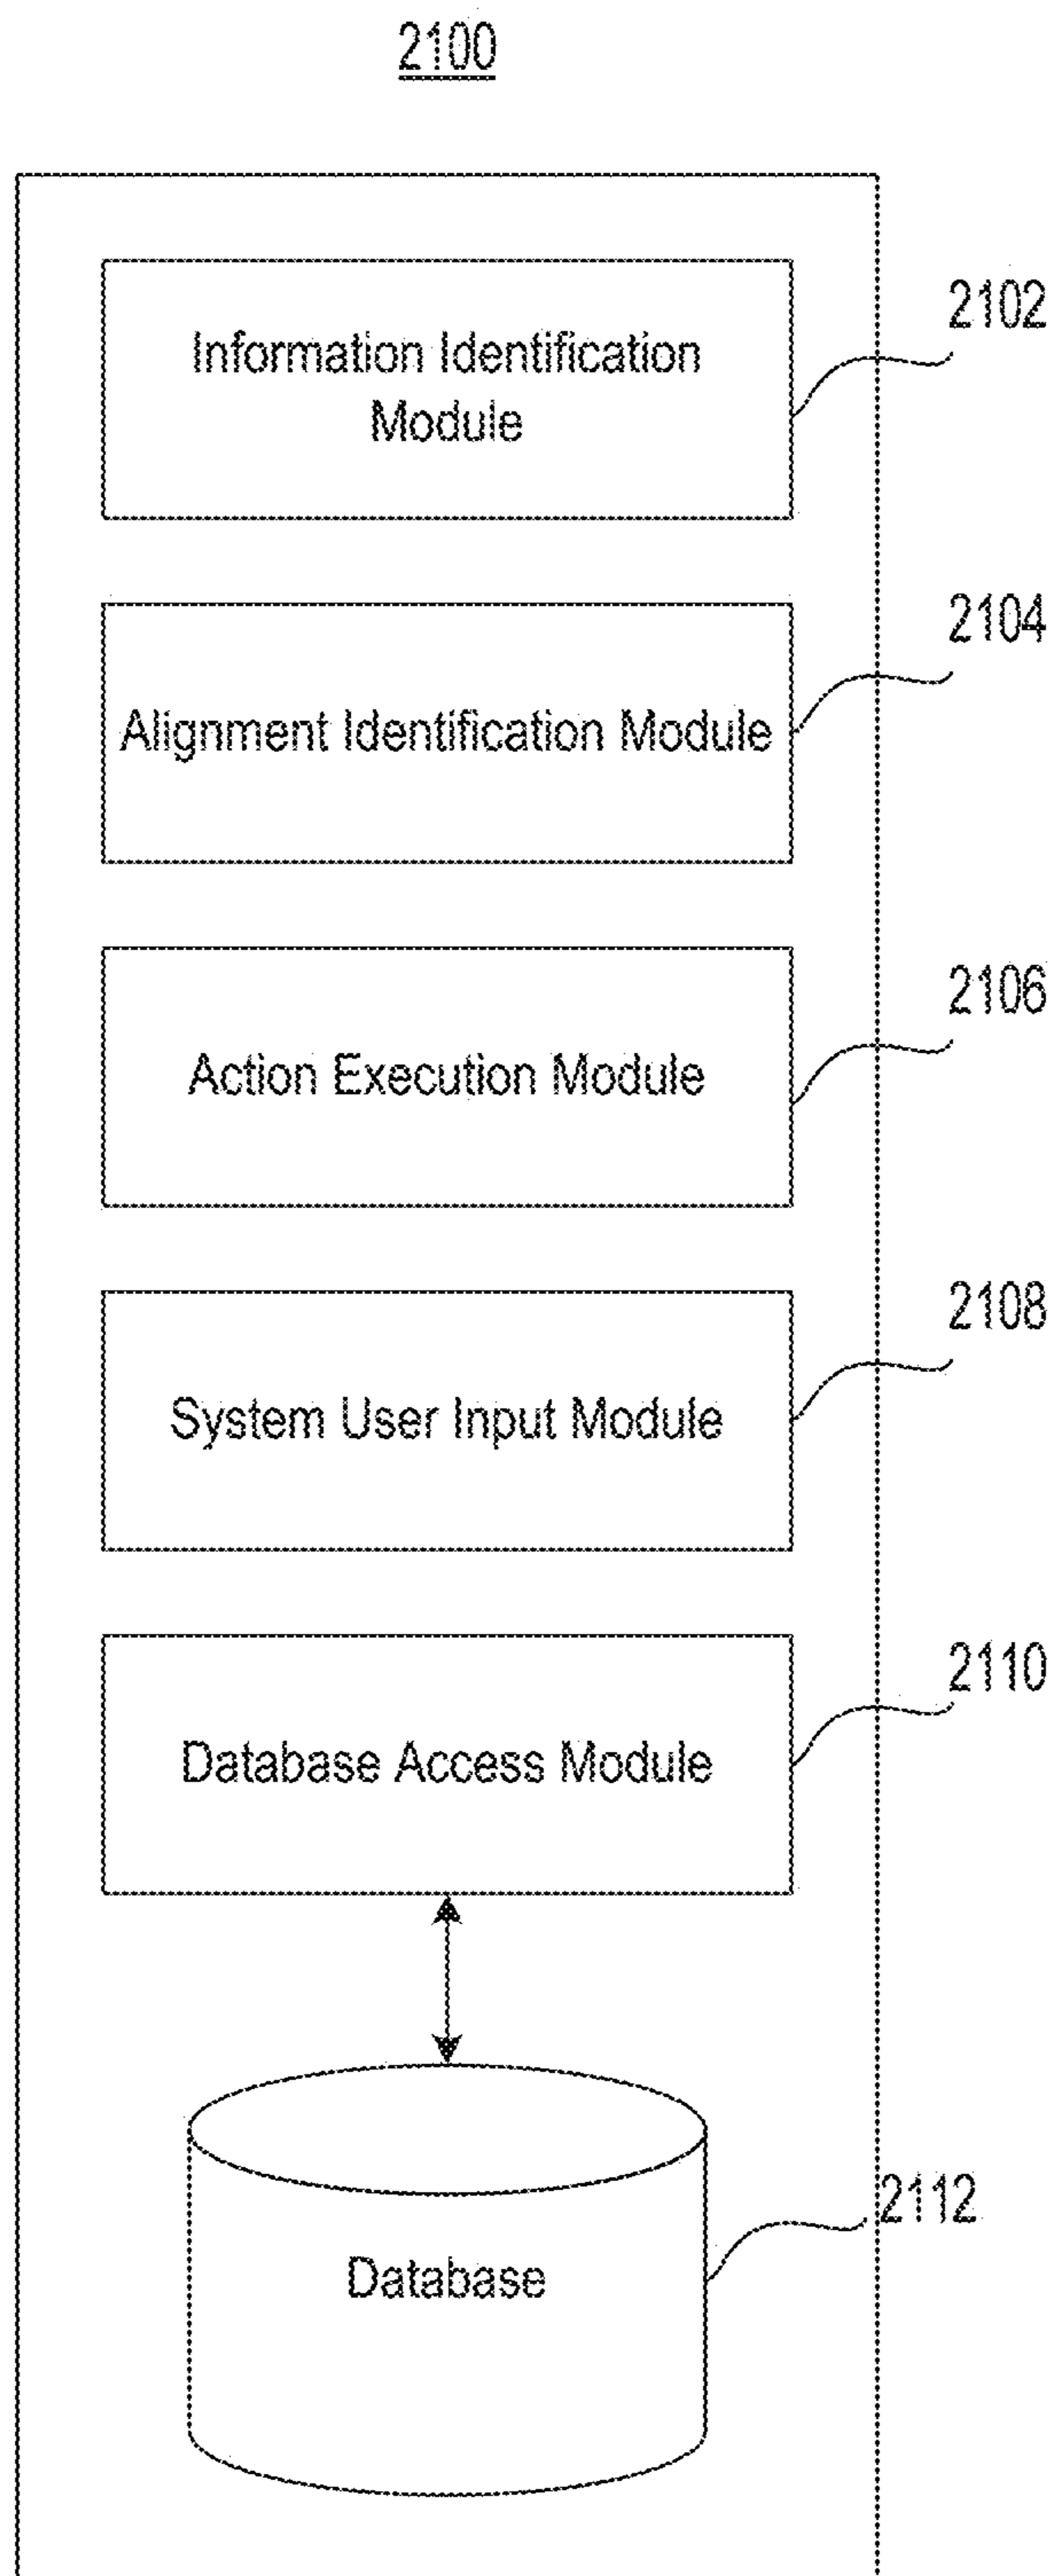 2100
2102
Information Identification
Module
2104
Alignment Identification Module
2106
Action Execution Module
2108
System User Input Module
2110
Database Access Module
2112
Database